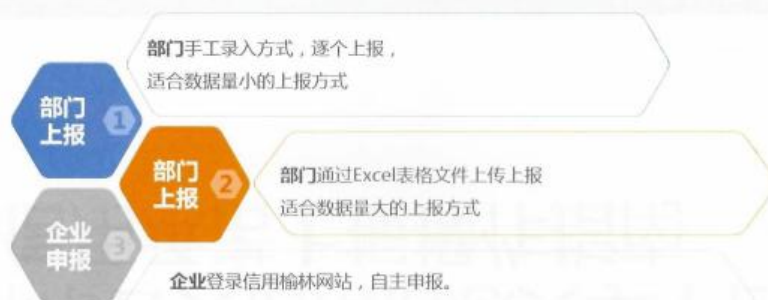 部门手工录入方式，逐个上报，
适合数据量小的上报方式
部门
上报
1
部门
上报
2
部门通过Excel表格文件上传上报
适合数据量大的上报方式
企业
申报
3
企业登录信用榆林网站，自主申报。